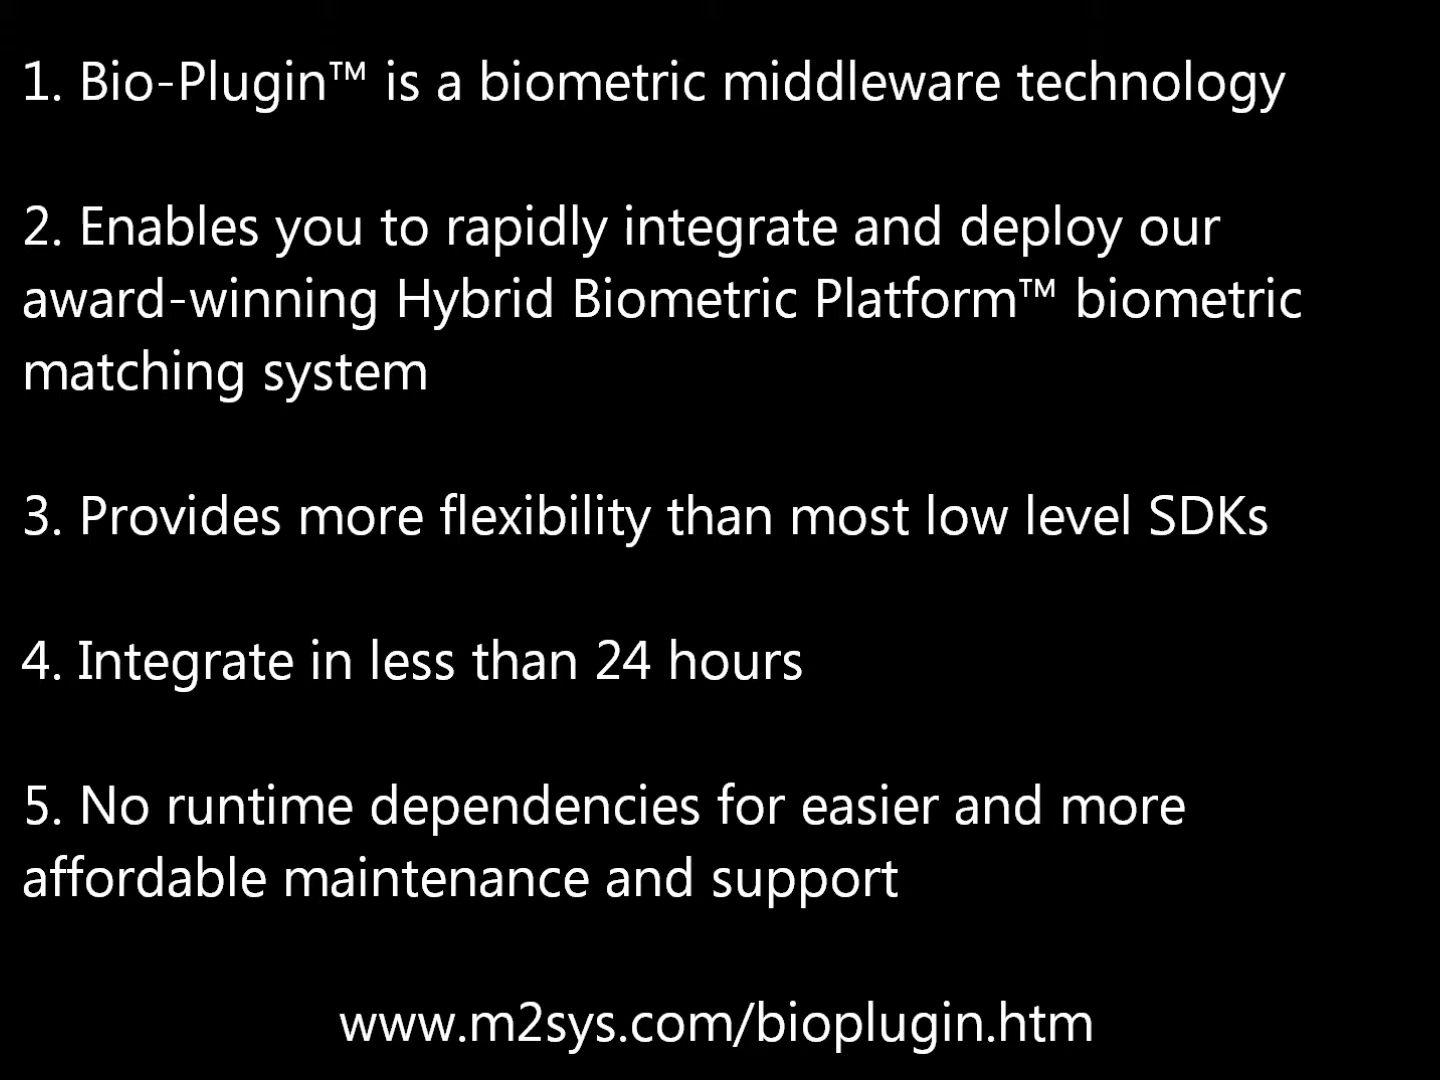 1. Bio-Plugin™ is a biometric middleware technology
2. Enables you to rapidly integrate and deploy our
award-winning Hybrid Biometric Platform™ biometric
matching system
3. Provides more flexibility than most low level SDKs
4. Integrate in less than 24 hours
5. No runtime dependencies for easier and more
affordable maintenance and support
www.m2sys.com/bioplugin.htm